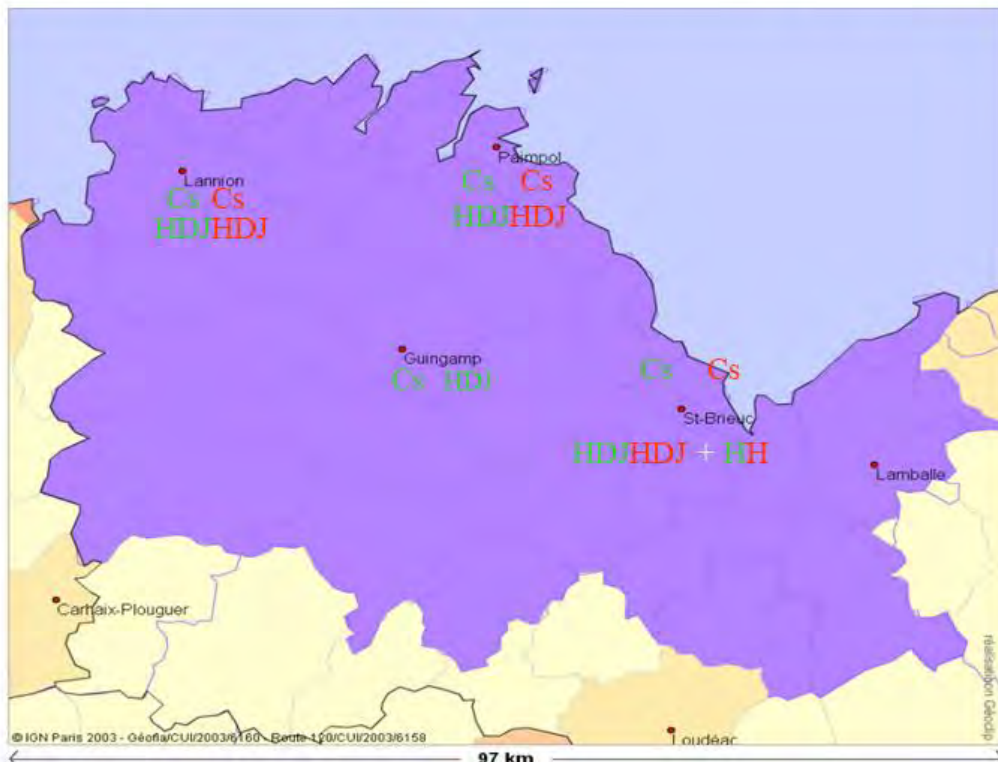 Paimpol
Lannion
Cs Cs
HDJHDJ
Cs Cs
HDJHDJ
Guingamp
Cs HDJ
Cs Cs
St-Brieuc
HDJHDJ + HH
Lamballe
Carhaix-Plouguer
Loudéac
réalisation Géoclip
© IGN Paris 2003 - Géofla/CUI/2003/6160 - Route 120/CUI/2003/6158
97 km